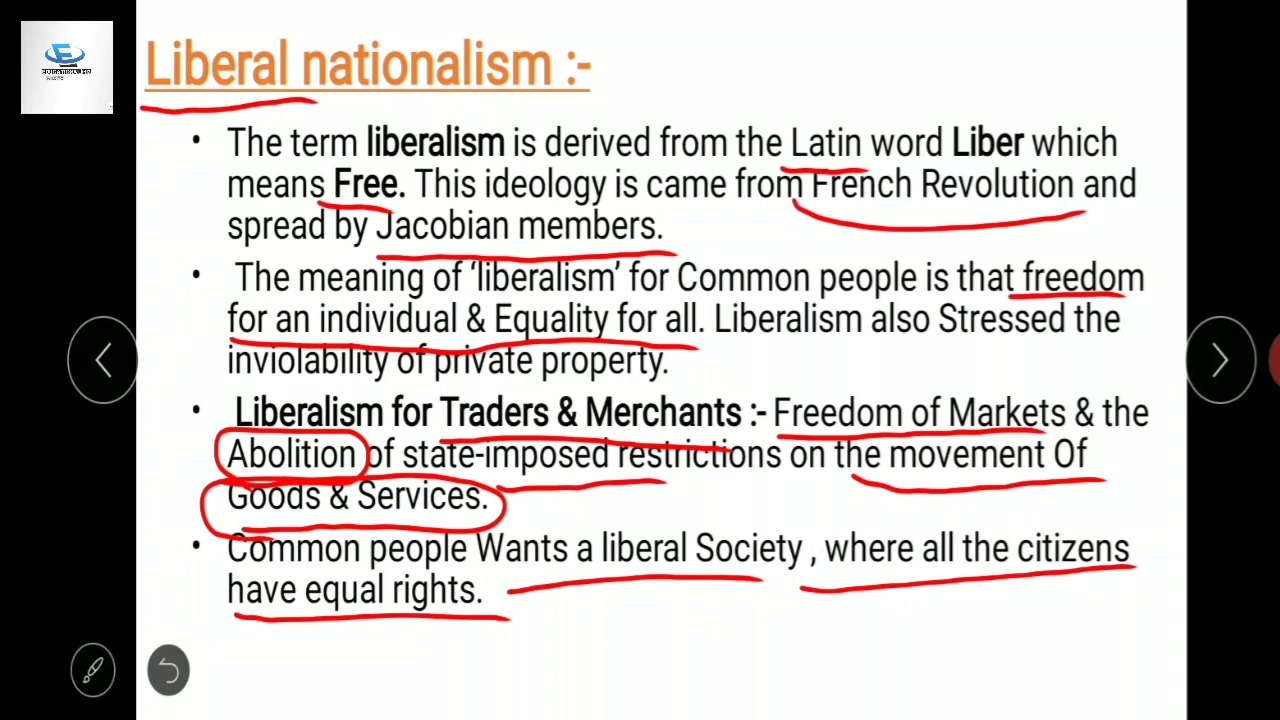 Liberal nationalism :-
• The term liberalism is derived from the Latin word Liber which
means Free. This ideology is came from French Revolution and
spread by Jacobian members.
• The meaning of ‘liberalism’ for Common people is that freedom
for an individual & Equality for all. Liberalism also Stressed the
inviolability of private property.
• Liberalism for Traders & Merchants :- Freedom of Markets & the
Abolition of state-imposed restrictions on the movement Of
Goods & Services.
• Common people Wants a liberal Society , where all the citizens
have equal rights.